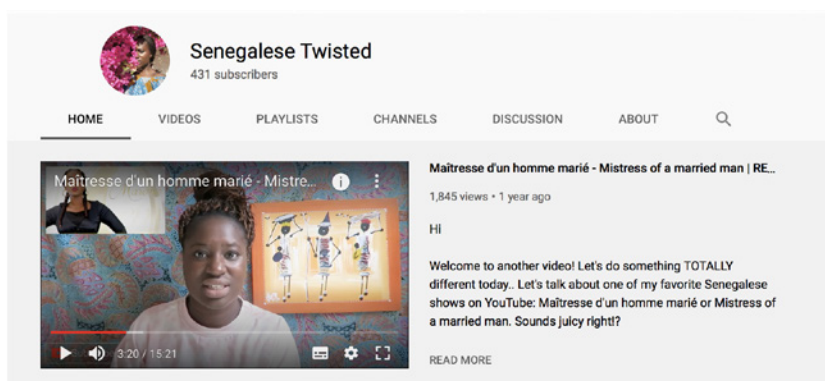 Senegalese Twisted
431 subscribers
HOME VIDEOS PLAYLISTS CHANNELS DISCUSSION ABOUT
Maîtresse d'un homme marié - Mistre...
3:20 / 15:21
Maîtresse d'un homme marié - Mistress of a married man | RE...
1,845 views • 1 year ago
Hi
Welcome to another video! Let's do something TOTALLY
different today.. Let's talk about one of my favorite Senegalese
shows on YouTube: Maîtresse d'un homme marié or Mistress of
a married man. Sounds juicy right!?
READ MORE